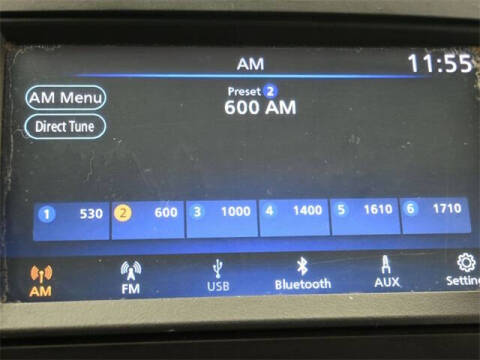 AM
11:55
AM Menu
Preset 2
600 AM
Direct Tune
1 530 2 600 3 1000 4 1400 5 1610 6 1710
AM FM USB Bluetooth AUX Settin